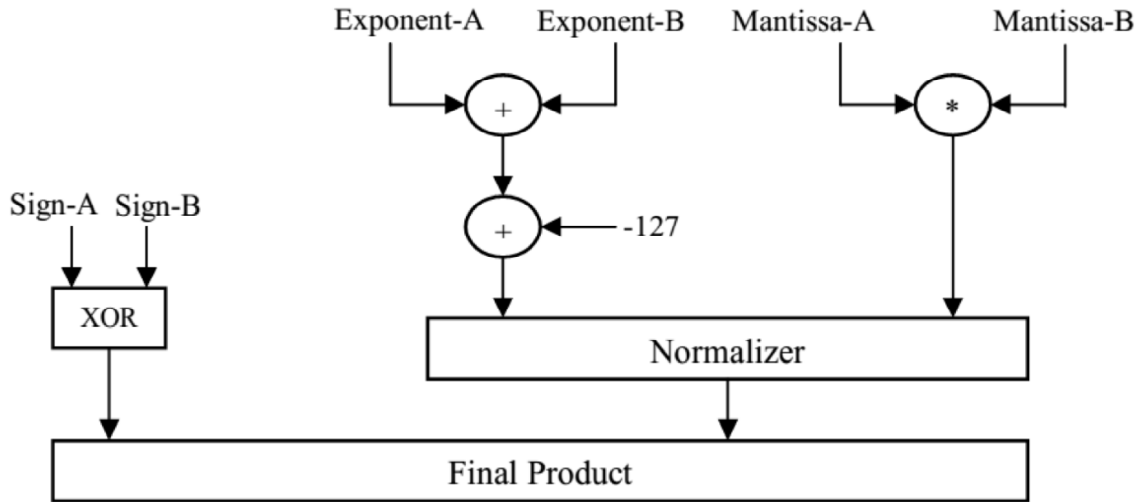 Exponent-A Exponent-B Mantissa-A Mantissa-B
+ *
Sign-A Sign-B
+ -127
XOR
Normalizer
Final Product